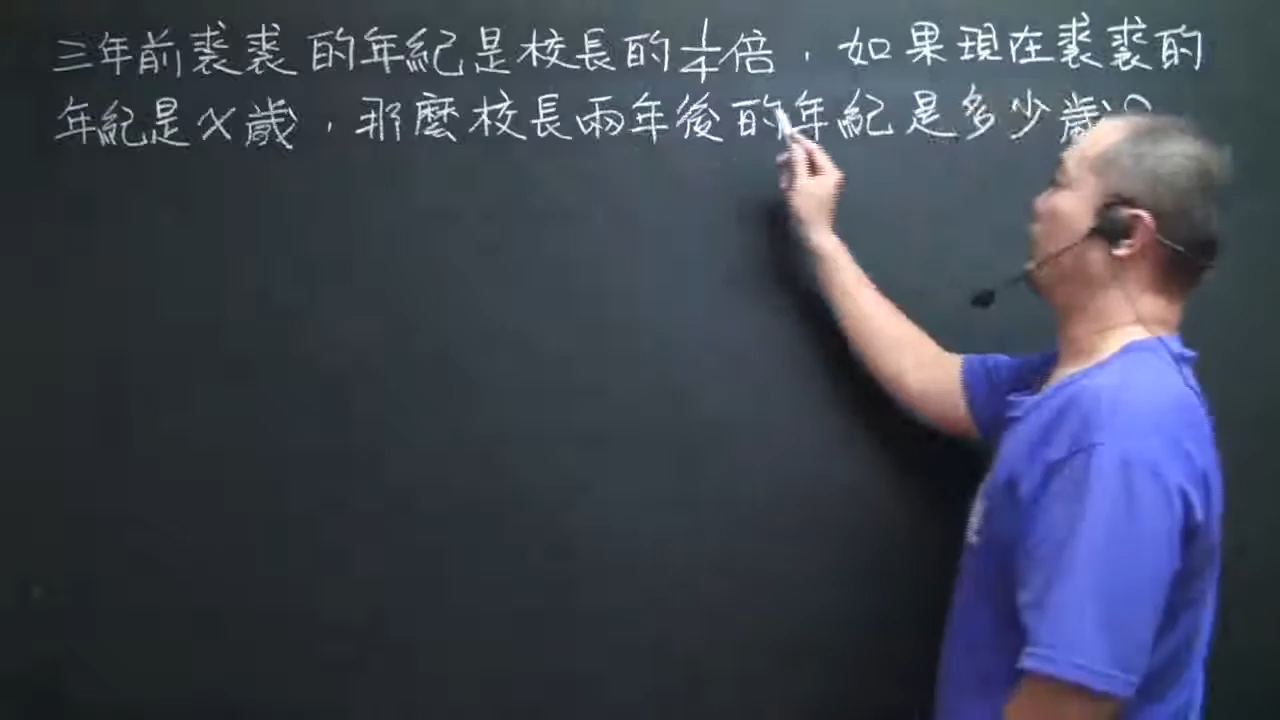 三年前裘裘的年紀是校長的1/4倍，如果現在裘裘的
年紀是X歲，那麼校長兩年後的年紀是多少歲？